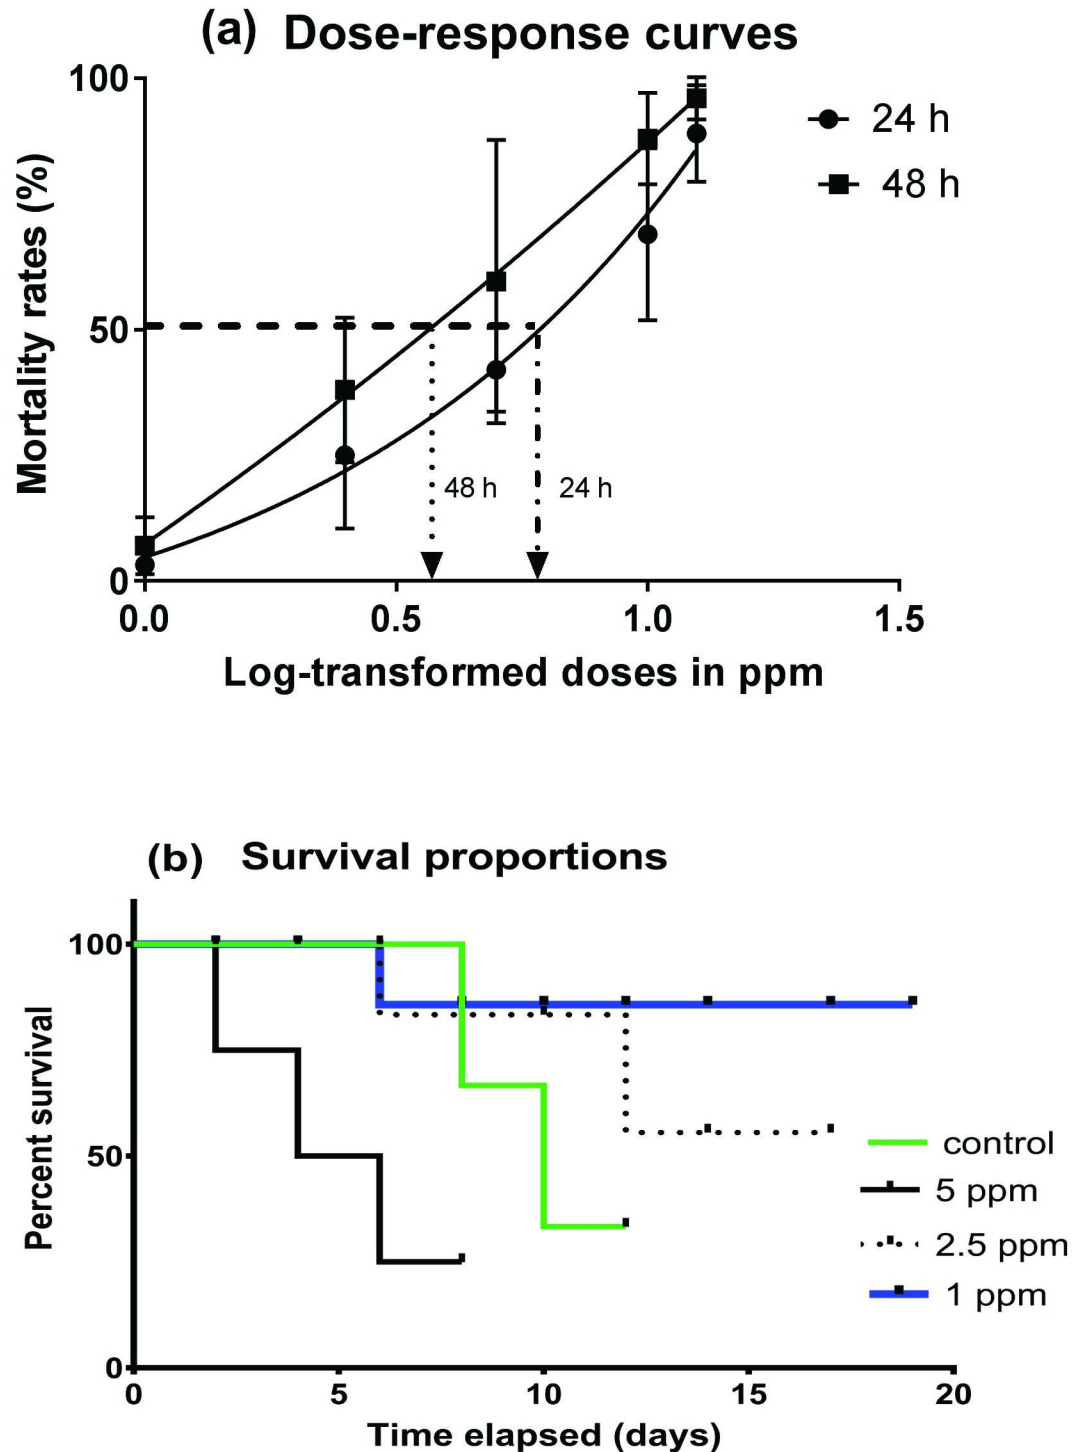 (a) Dose-response curves
100
50
0
Mortality rates (%)
24 h
48 h
48 h
24 h
0.0 0.5 1.0 1.5
Log-transformed doses in ppm
(b) Survival proportions
100
50
0
Percent survival
control
5 ppm
2.5 ppm
1 ppm
0 5 10 15 20
Time elapsed (days)